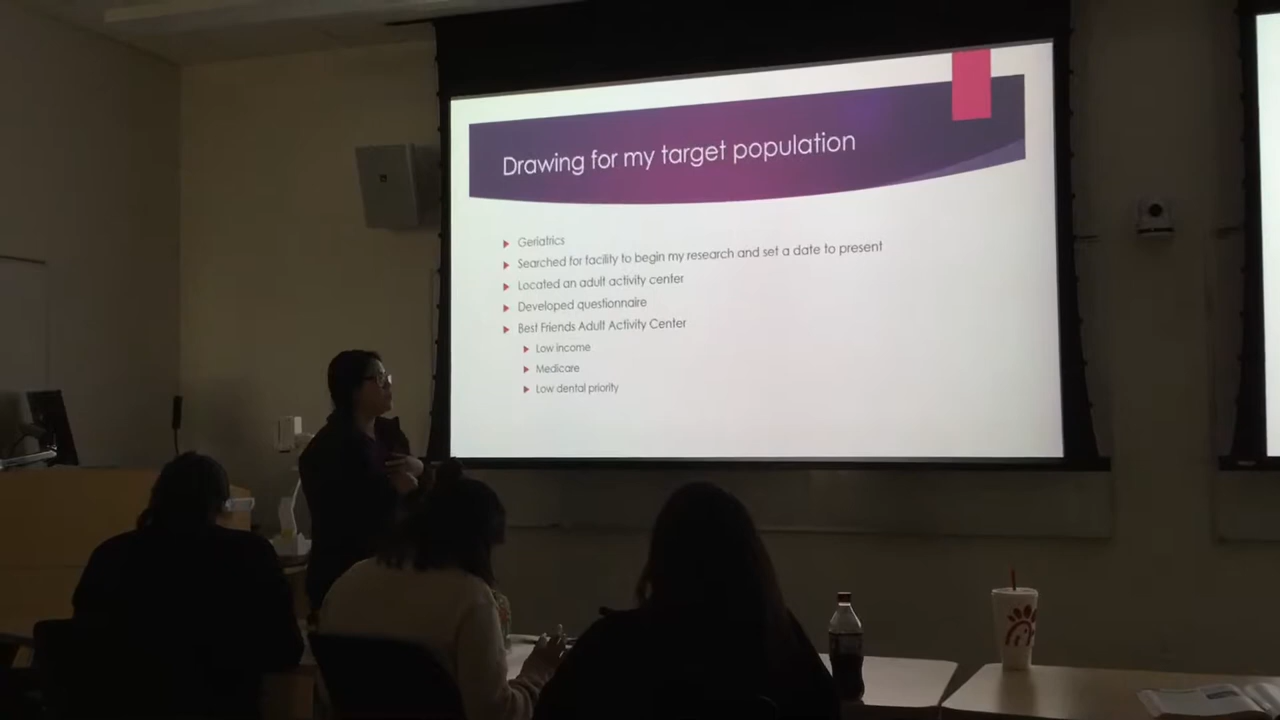 Drawing for my target population
Geriatrics
Searched for facility to begin my research and set a date to present
Located an adult activity center
Developed questionnaire
Best Friends Adult Activity Center
Low income
Medicare
Low dental priority